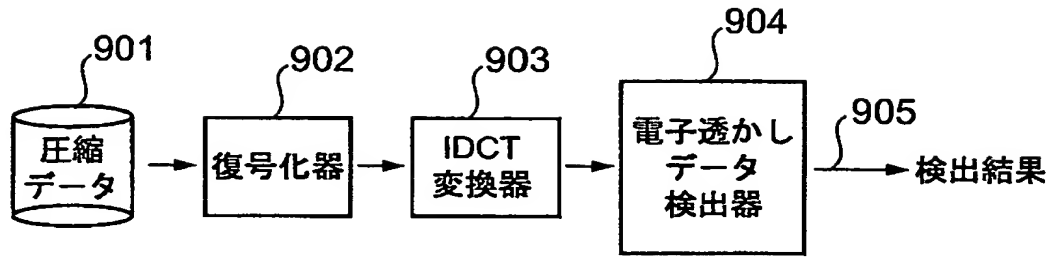 901
902
903
904
905
圧縮
データ
復号化器
IDCT
変換器
電子透かし
データ
検出器
検出結果